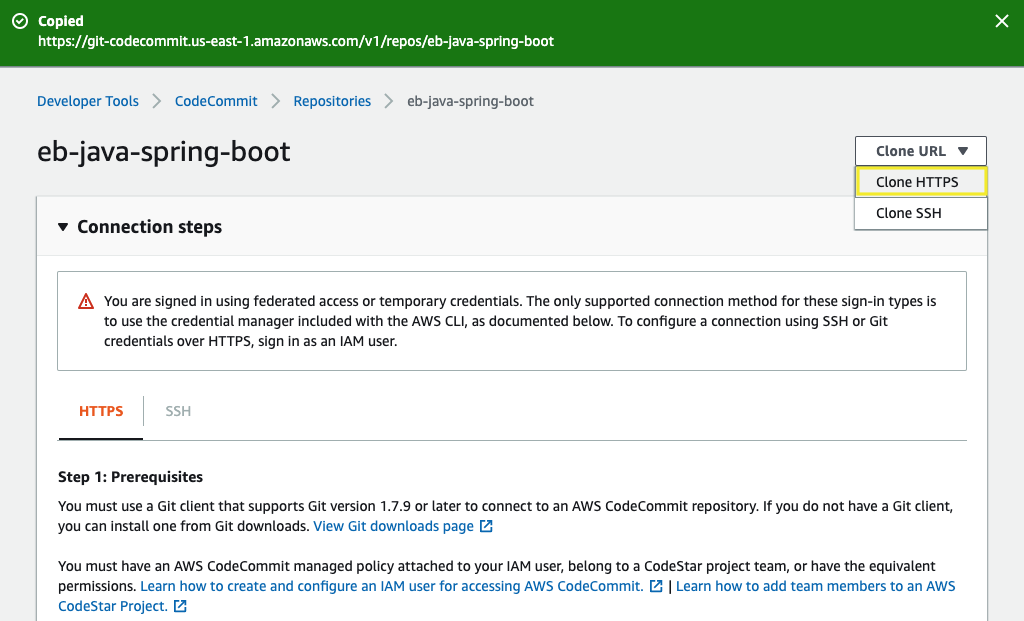 Copied
https://git-codecommit.us-east-1.amazonaws.com/v1/repos/eb-java-spring-boot
Developer Tools
CodeCommit
Repositories
eb-java-spring-boot
eb-java-spring-boot
Clone URL
Clone HTTPS
Clone SSH
Connection steps
You are signed in using federated access or temporary credentials. The only supported connection method for these sign-in types is
to use the credential manager included with the AWS CLI, as documented below. To configure a connection using SSH or Git
credentials over HTTPS, sign in as an IAM user.
HTTPS
SSH
Step 1: Prerequisites
You must use a Git client that supports Git version 1.7.9 or later to connect to an AWS CodeCommit repository. If you do not have a Git client,
you can install one from Git downloads. View Git downloads page
You must have an AWS CodeCommit managed policy attached to your IAM user, belong to a CodeStar project team, or have the equivalent
permissions. Learn how to create and configure an IAM user for accessing AWS CodeCommit. | Learn how to add team members to an AWS
CodeStar Project.